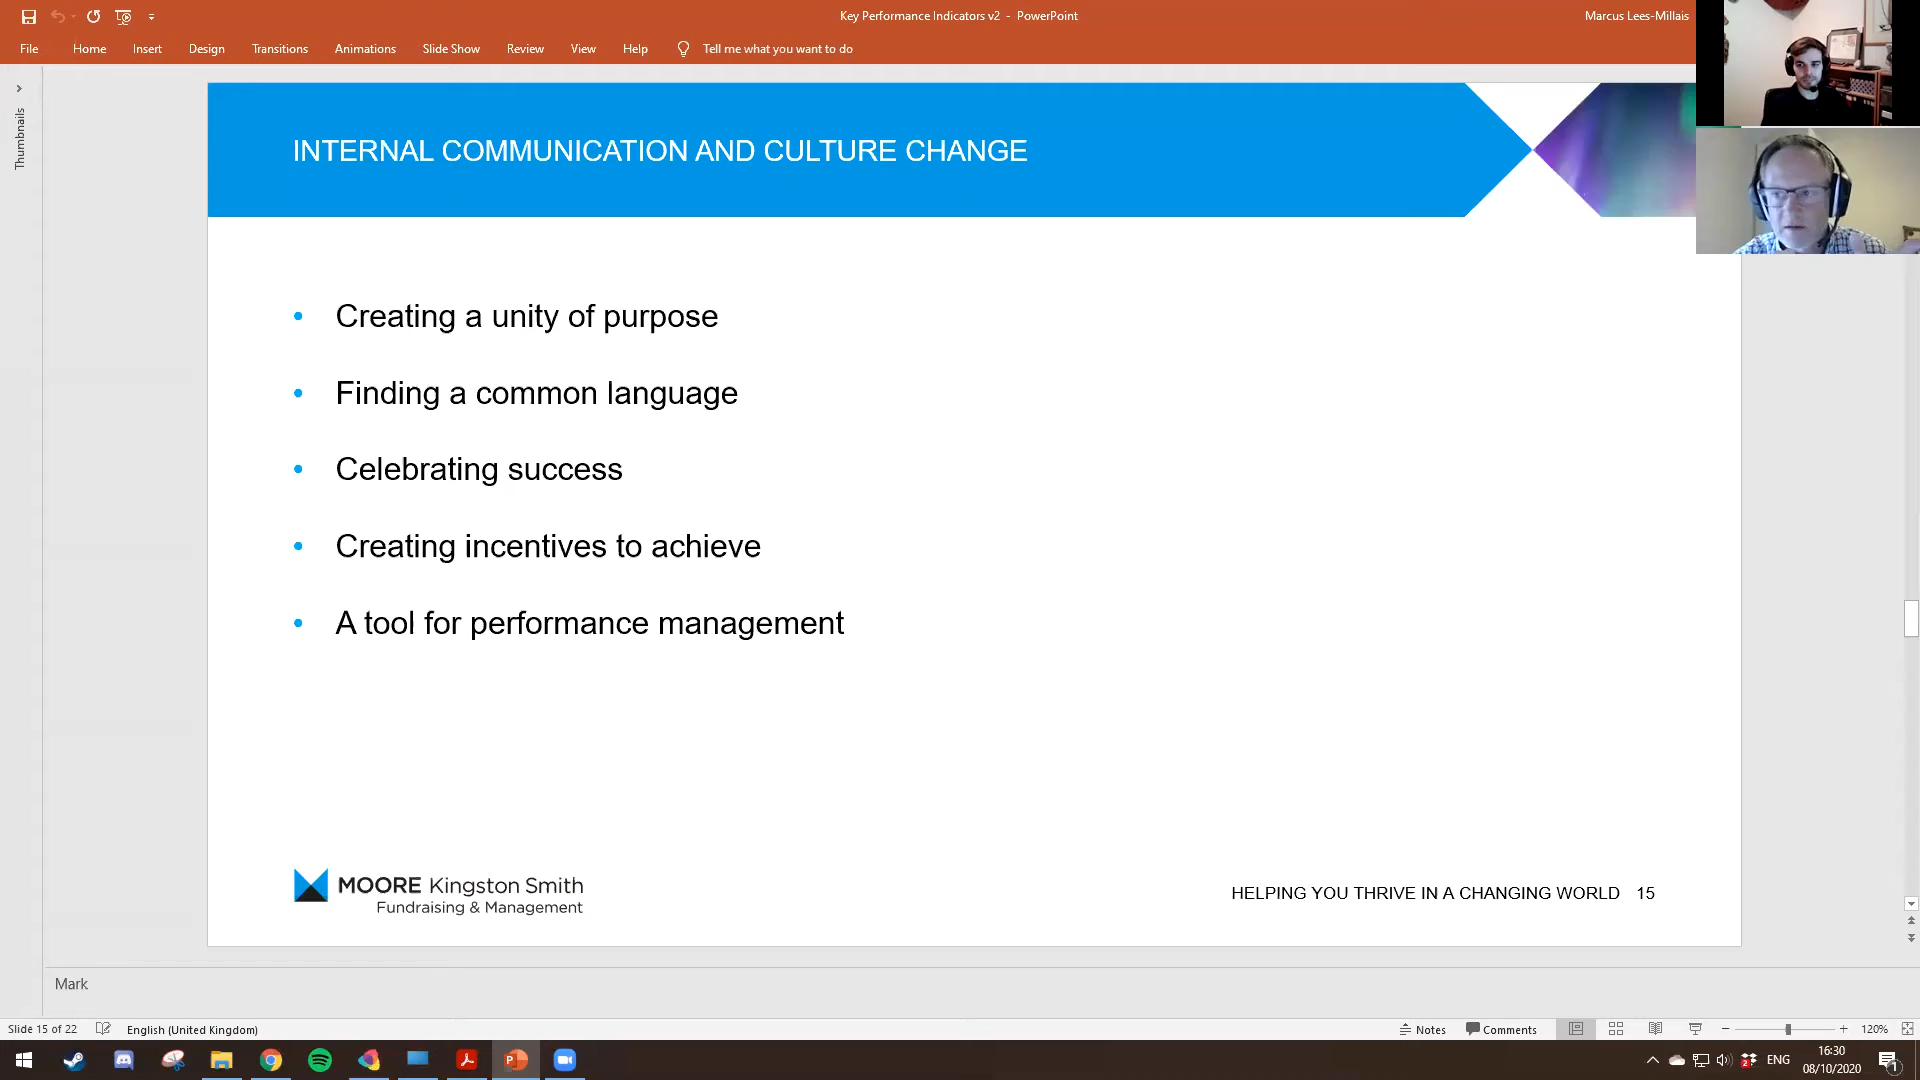 Key Performance Indicators v2 - PowerPoint
Marcus Lees-Millais
File Home Insert Design Transitions Animations Slide Show Review View Help Tell me what you want to do
Thumbnails
INTERNAL COMMUNICATION AND CULTURE CHANGE
• Creating a unity of purpose
• Finding a common language
• Celebrating success
• Creating incentives to achieve
• A tool for performance management
MOORE Kingston Smith
Fundraising & Management
HELPING YOU THRIVE IN A CHANGING WORLD 15
Mark
Slide 15 of 22 English (United Kingdom) Notes Comments 120%
ENG
16:30
08/10/2020